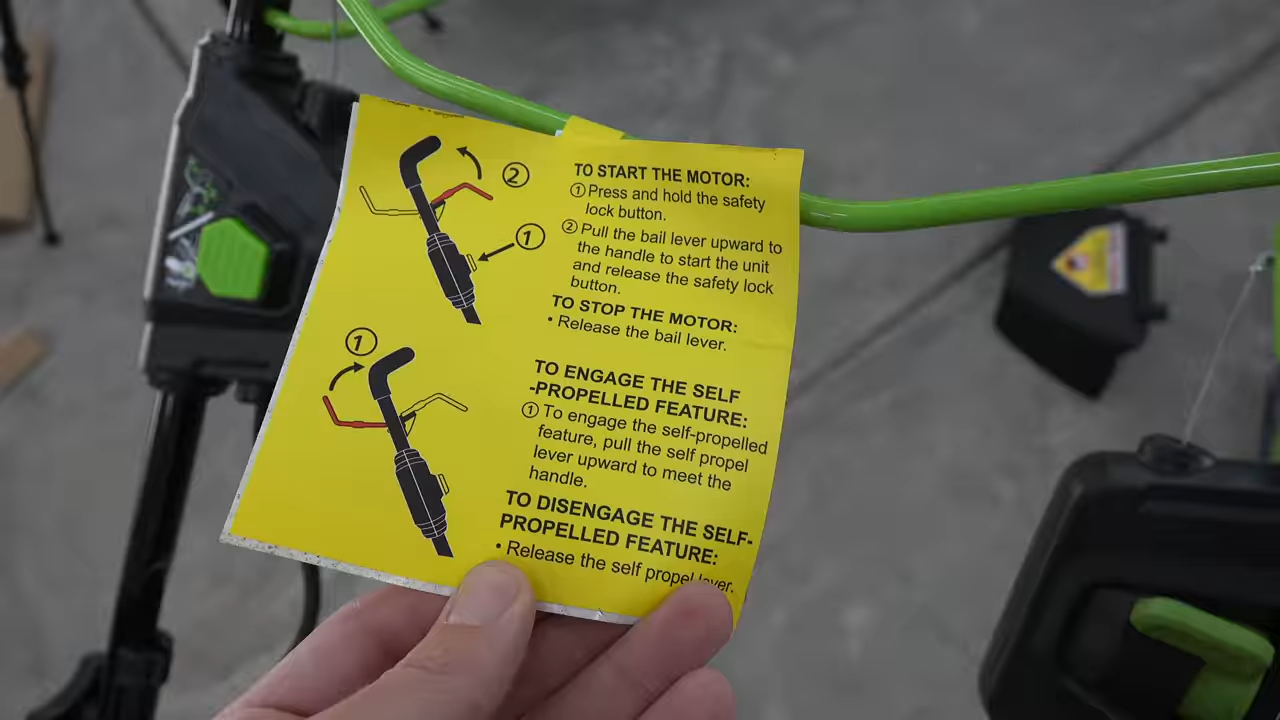 TO START THE MOTOR:
① Press and hold the safety
lock button.
② Pull the bail lever upward to
the handle to start the unit
and release the safety lock
button.
TO STOP THE MOTOR:
• Release the bail lever.
TO ENGAGE THE SELF
-PROPELLED FEATURE:
① To engage the self-propelled
feature, pull the self propel
lever upward to meet the
handle.
TO DISENGAGE THE SELF-
PROPELLED FEATURE:
• Release the self propel lever.
②
①
①